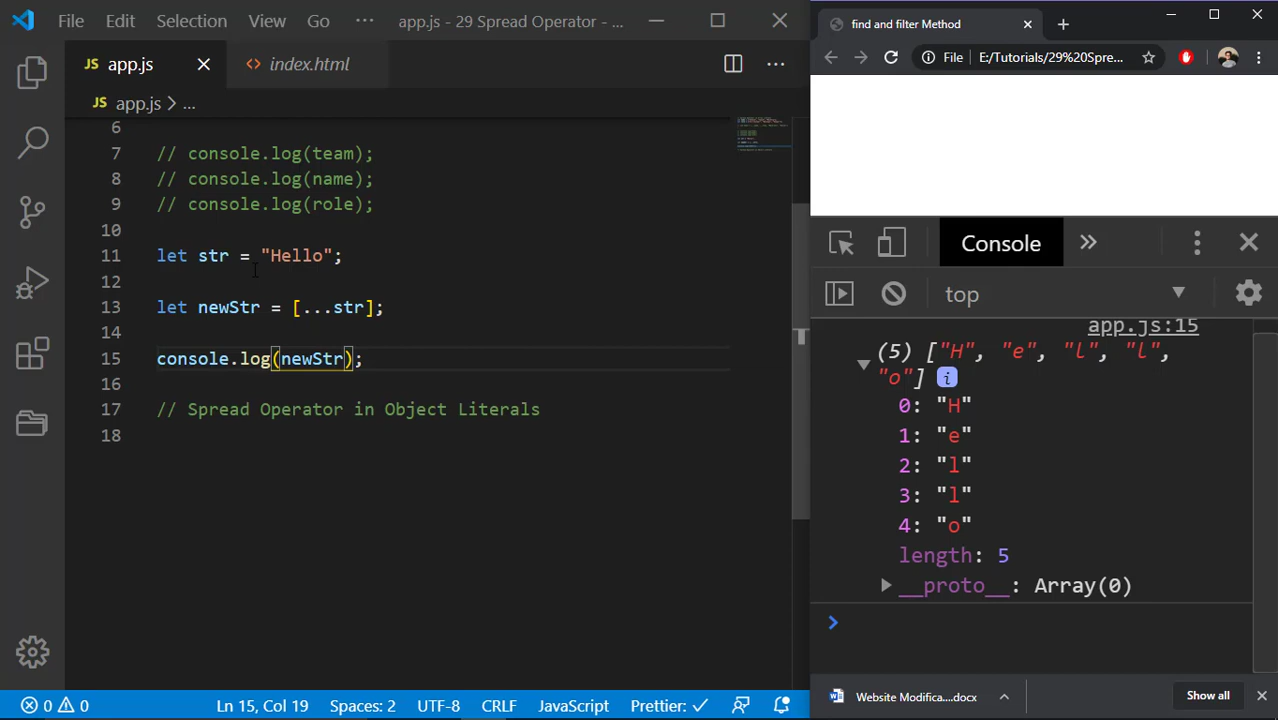 File Edit Selection View Go ··· app.js - 29 Spread Operator - ...
JS app.js
<> index.html
JS app.js > ...
6
7 // console.log(team);
8 // console.log(name);
9 // console.log(role);
10
11 let str = "Hello";
12
13 let newStr = [...str];
14
15 console.log(newStr);
16
17 // Spread Operator in Object Literals
18
0 0 Ln 15, Col 19 Spaces: 2 UTF-8 CRLF JavaScript Prettier: ✓
find and filter Method
File E:/Tutorials/29%20Spre...
Console »
top
app.js:15
(5) ["H", "e", "l", "l",
"o"] i
0: "H"
1: "e"
2: "l"
3: "l"
4: "o"
length: 5
__proto__: Array(0)
>
Website Modifica....docx
Show all